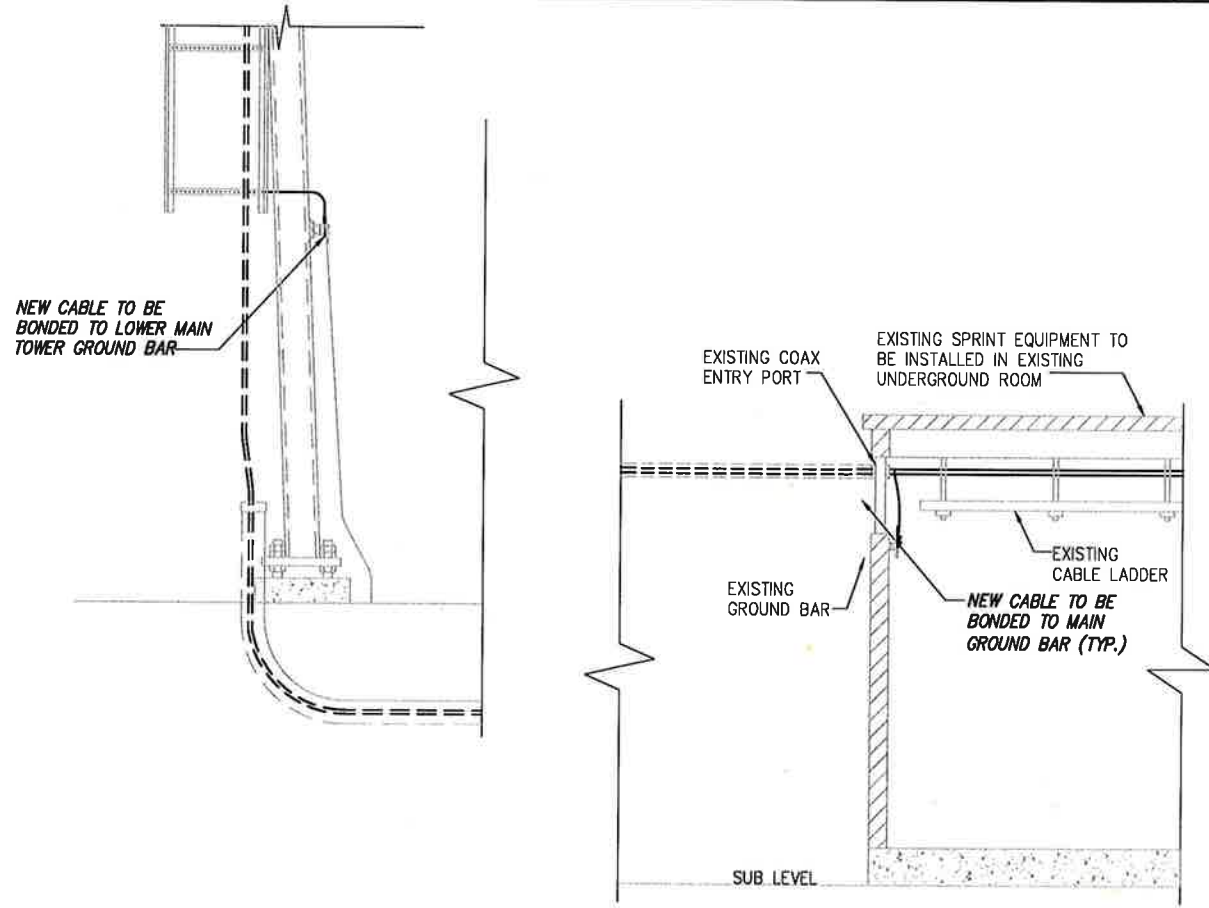 NEW CABLE TO BE
BONDED TO LOWER MAIN
TOWER GROUND BAR
EXISTING COAX
ENTRY PORT
EXISTING SPRINT EQUIPMENT TO
BE INSTALLED IN EXISTING
UNDERGROUND ROOM
EXISTING
CABLE LADDER
EXISTING
GROUND BAR
NEW CABLE TO BE
BONDED TO MAIN
GROUND BAR (TYP.)
SUB LEVEL